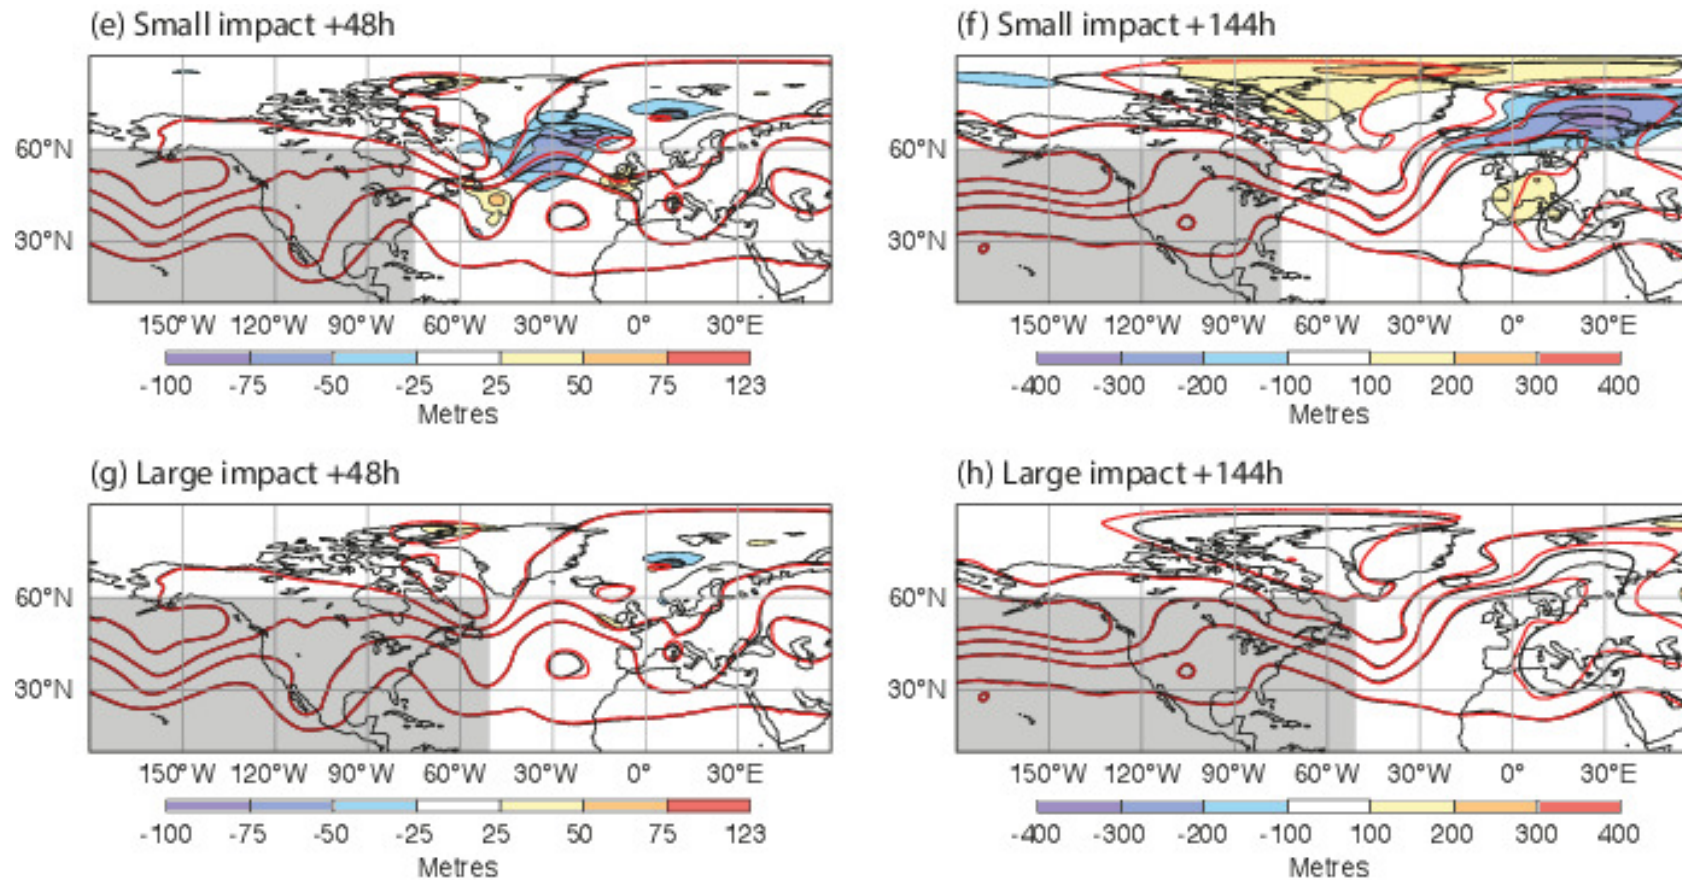 (e) Small impact +48h
(f) Small impact +144h
60°N
30°N
60°N
30°N
150°W 120°W 90°W 60°W 30°W 0° 30°E
150°W 120°W 90°W 60°W 30°W 0° 30°E
-100 -75 -50 -25 25 50 75 123
-400 -300 -200 -100 100 200 300 400
Metres
Metres
(g) Large impact +48h
(h) Large impact +144h
60°N
30°N
60°N
30°N
150°W 120°W 90°W 60°W 30°W 0° 30°E
150°W 120°W 90°W 60°W 30°W 0° 30°E
-100 -75 -50 -25 25 50 75 123
-400 -300 -200 -100 100 200 300 400
Metres
Metres